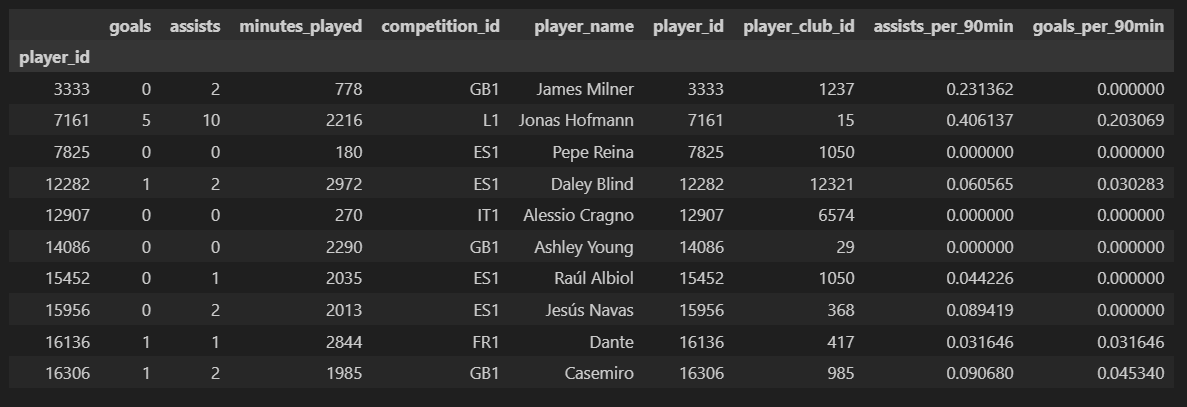 goals assists minutes_played competition_id player_name player_id player_club_id assists_per_90min goals_per_90min
player_id
3333 0 2 778 GB1 James Milner 3333 1237 0.231362 0.000000
7161 5 10 2216 L1 Jonas Hofmann 7161 15 0.406137 0.203069
7825 0 0 180 ES1 Pepe Reina 7825 1050 0.000000 0.000000
12282 1 2 2972 ES1 Daley Blind 12282 12321 0.060565 0.030283
12907 0 0 270 IT1 Alessio Cragno 12907 6574 0.000000 0.000000
14086 0 0 2290 GB1 Ashley Young 14086 29 0.000000 0.000000
15452 0 1 2035 ES1 Raúl Albiol 15452 1050 0.044226 0.000000
15956 0 2 2013 ES1 Jesús Navas 15956 368 0.089419 0.000000
16136 1 1 2844 FR1 Dante 16136 417 0.031646 0.031646
16306 1 2 1985 GB1 Casemiro 16306 985 0.090680 0.045340